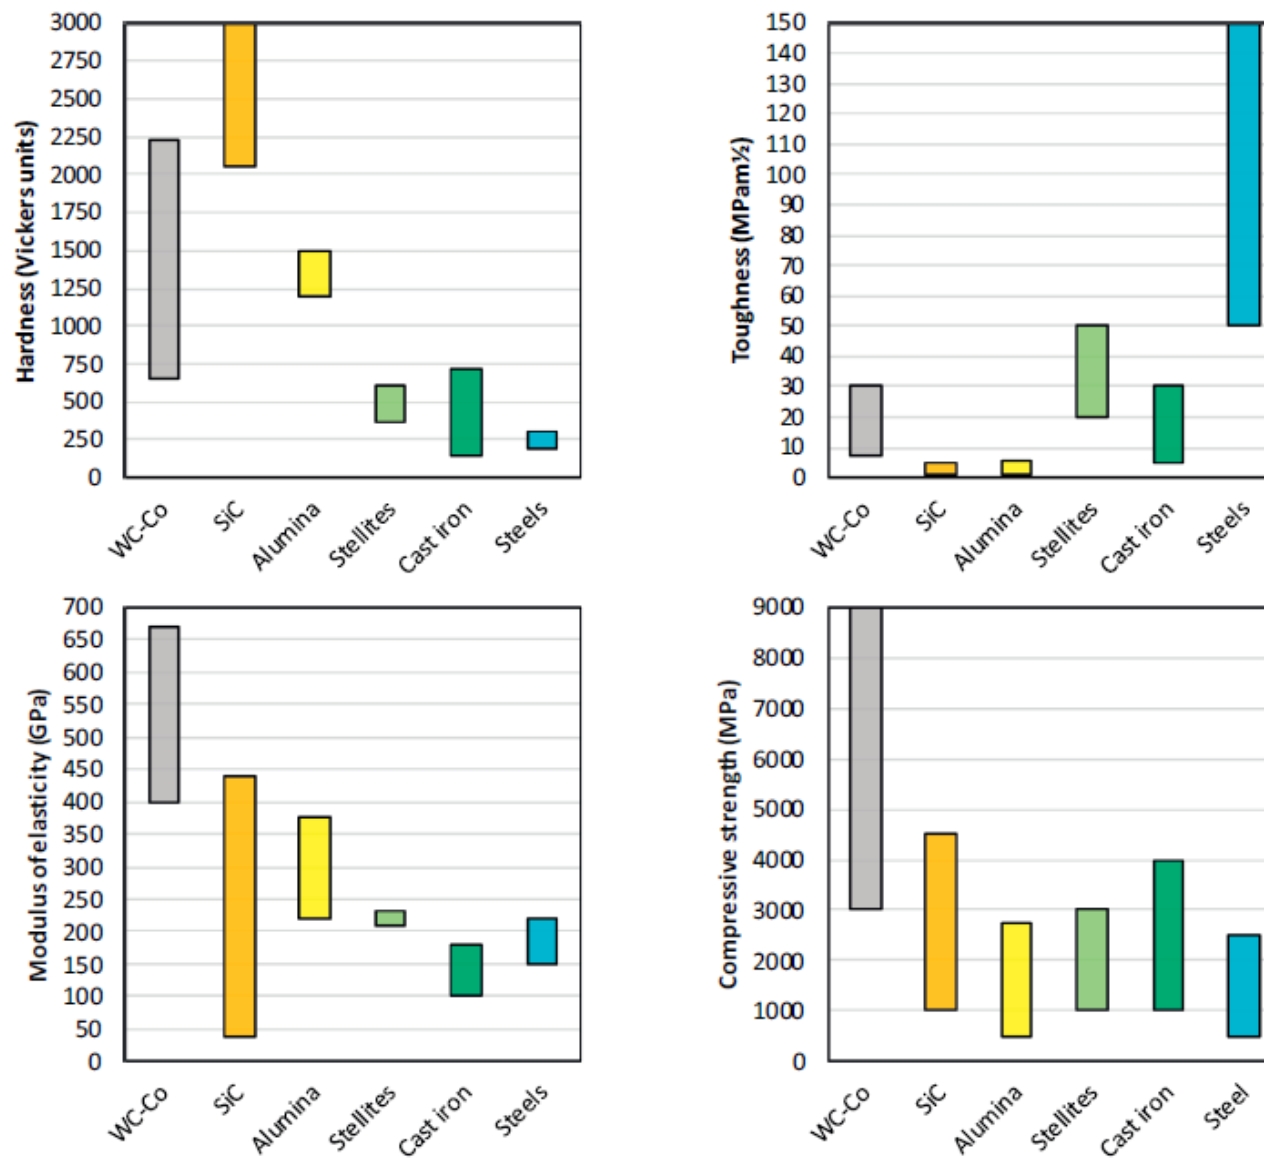 Hardness (Vickers units)
3000
2750
2500
2250
2000
1750
1500
1250
1000
750
500
250
0
WC-Co
SiC
Alumina
Stellites
Cast iron
Steels
Toughness (MPam½)
150
140
130
120
110
100
90
80
70
60
50
40
30
20
10
0
WC-Co
SiC
Alumina
Stellites
Cast iron
Steels
Modulus of elasticity (GPa)
700
650
600
550
500
450
400
350
300
250
200
150
100
50
0
WC-Co
SiC
Alumina
Stellites
Cast iron
Steels
Compressive strength (MPa)
9000
8000
7000
6000
5000
4000
3000
2000
1000
0
WC-Co
SiC
Alumina
Stellites
Cast iron
Steel